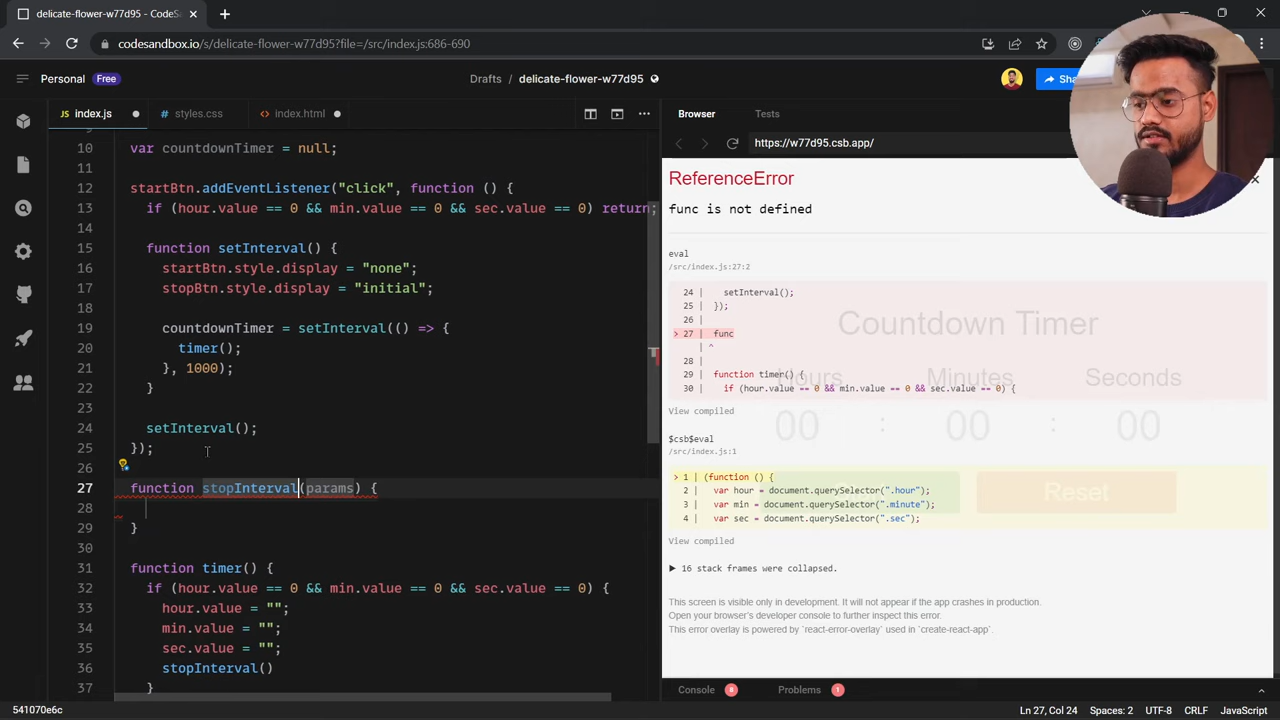 delicate-flower-w77d95 - CodeS
codesandbox.io/s/delicate-flower-w77d95?file=/src/index.js:686-690
Personal Free
Drafts / delicate-flower-w77d95
Sha
JS index.js
styles.css
<> index.html
Browser
Tests
https://w77d95.csb.app/
10 var countdownTimer = null;
11
12 startBtn.addEventListener("click", function () {
13 if (hour.value == 0 && min.value == 0 && sec.value == 0) return;
14
15 function setInterval() {
16 startBtn.style.display = "none";
17 stopBtn.style.display = "initial";
18
19 countdownTimer = setInterval(() => {
20 timer();
21 }, 1000);
22 }
23
24 setInterval();
25 });
26
27 function stopInterval(params) {
28
29 }
30
31 function timer() {
32 if (hour.value == 0 && min.value == 0 && sec.value == 0) {
33 hour.value = "";
34 min.value = "";
35 sec.value = "";
36 stopInterval()
37 }
ReferenceError
func is not defined
eval
/src/index.js:27:2
24 | setInterval();
25 | });
26 |
> 27 | func
| ^
28 |
29 | function timer() {
30 | if (hour.value == 0 && min.value == 0 && sec.value == 0) {
Countdown Timer
Hours Minutes Seconds
00 : 00 : 00
Reset
View compiled
$csb$eval
/src/index.js:1
> 1 | (function () {
2 | var hour = document.querySelector(".hour");
3 | var min = document.querySelector(".minute");
4 | var sec = document.querySelector(".sec");
View compiled
▶ 16 stack frames were collapsed.
This screen is visible only in development. It will not appear if the app crashes in production.
Open your browser's developer console to further inspect this error.
This error overlay is powered by `react-error-overlay` used in `create-react-app`.
Console 8
Problems 1
541070e6c
Ln 27, Col 24 Spaces: 2 UTF-8 CRLF JavaScript